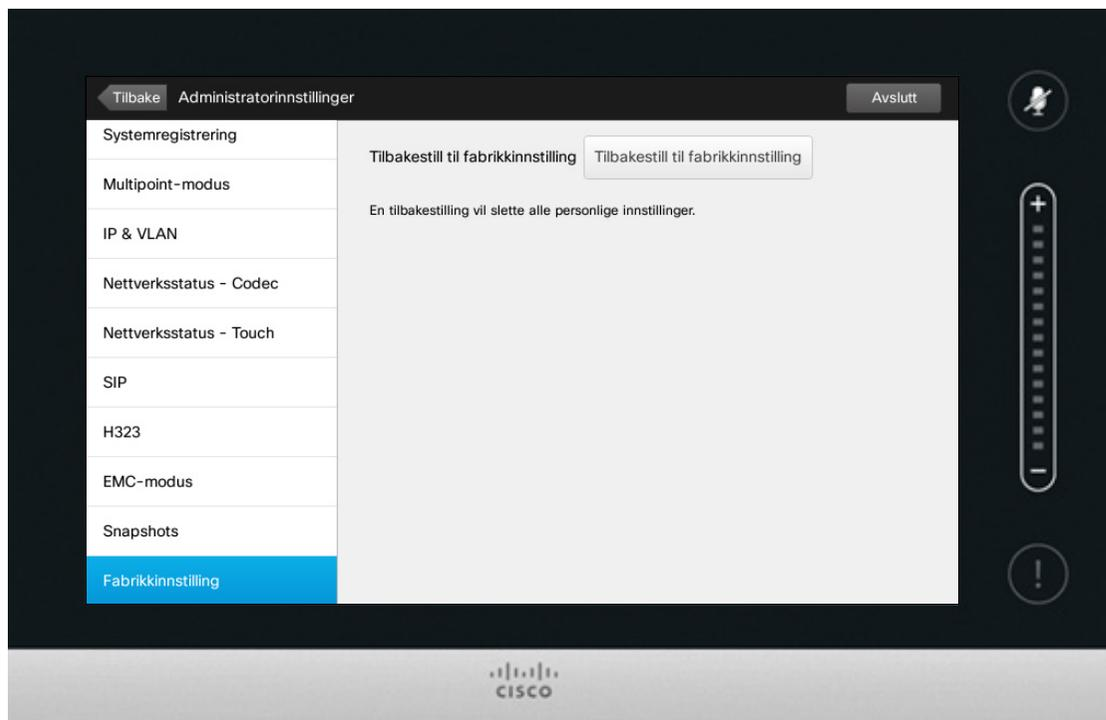 Tilbake
Administratorinnstillinger
Avslutt
Systemregistrering
Multipoint-modus
IP & VLAN
Nettverksstatus - Codec
Nettverksstatus - Touch
SIP
H323
EMC-modus
Snapshots
Fabrikkinnstilling
Tilbakestill til fabrikkinnstilling
Tilbakestill til fabrikkinnstilling
En tilbakestilling vil slette alle personlige innstillinger.
+
–
!
CISCO